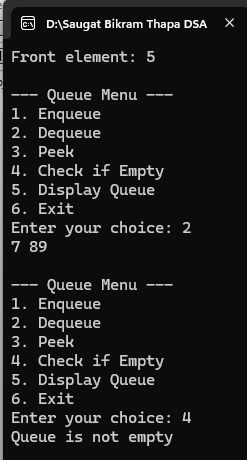 D:\Saugat Bikram Thapa DSA
Front element: 5
--- Queue Menu ---
1. Enqueue
2. Dequeue
3. Peek
4. Check if Empty
5. Display Queue
6. Exit
Enter your choice: 2
7 89
--- Queue Menu ---
1. Enqueue
2. Dequeue
3. Peek
4. Check if Empty
5. Display Queue
6. Exit
Enter your choice: 4
Queue is not empty